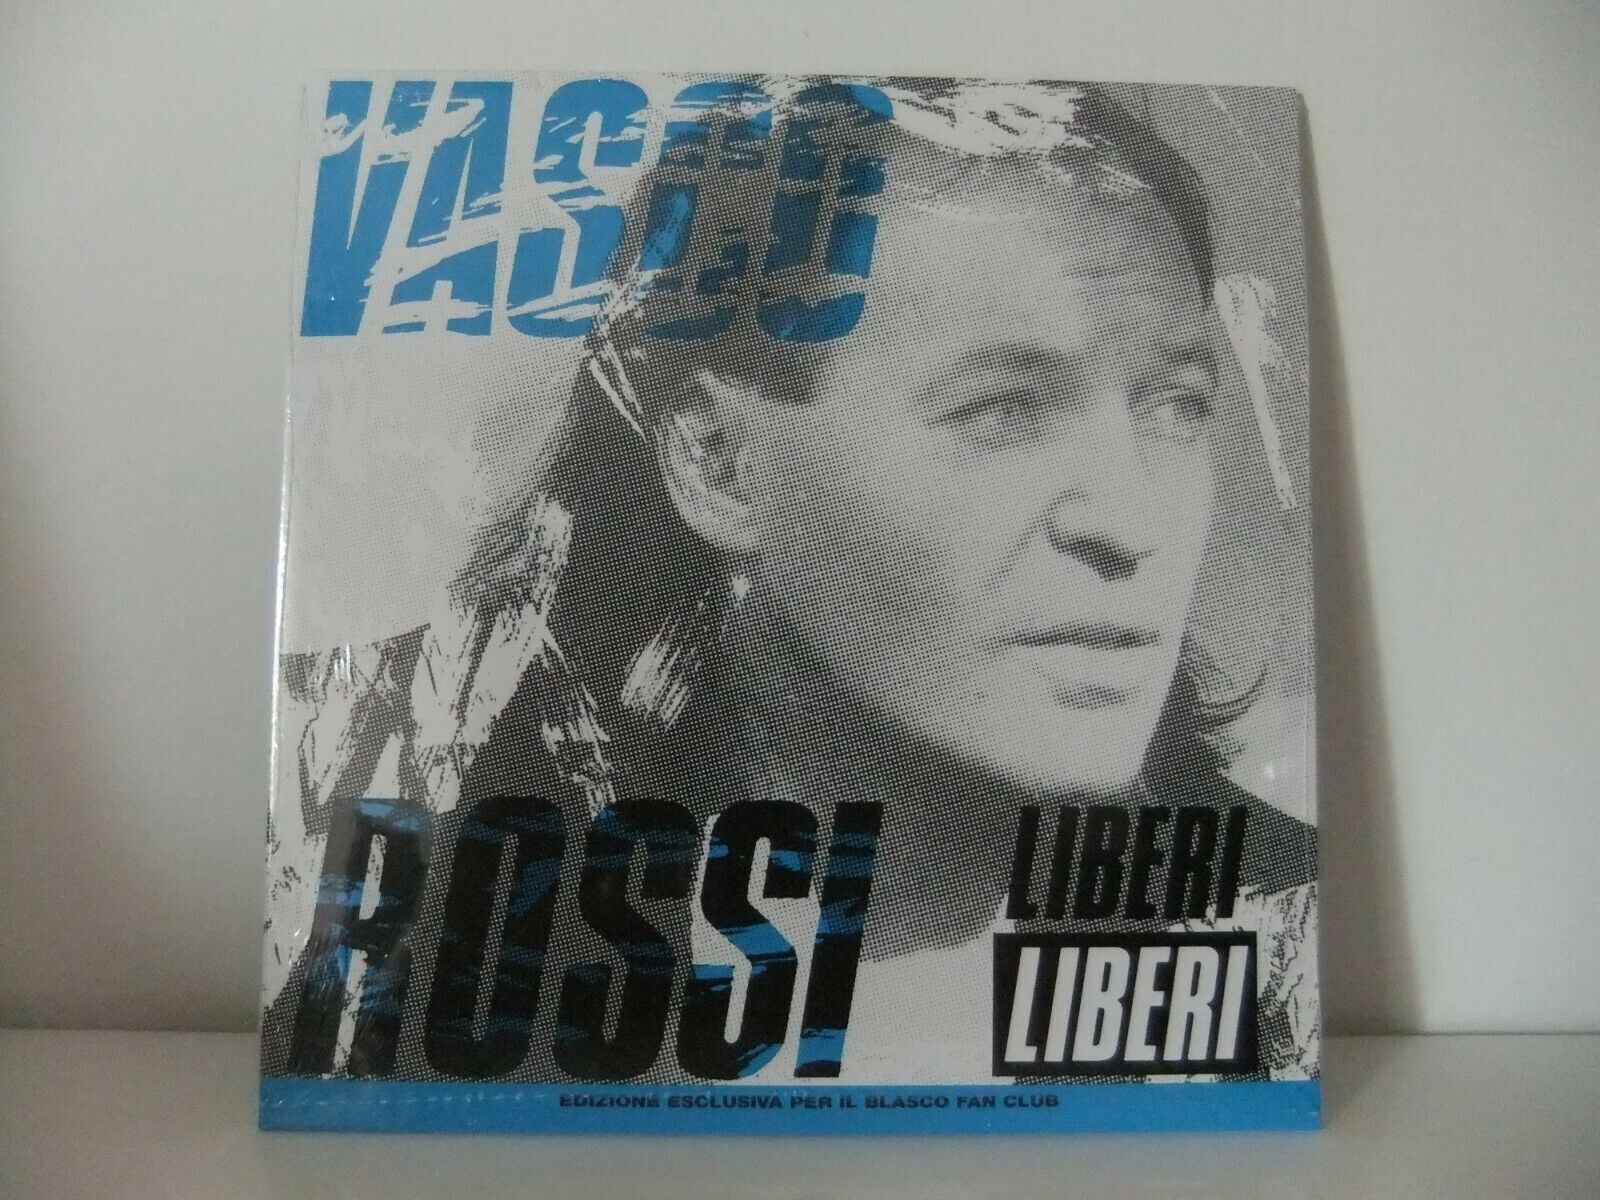 VASCO
ROSSI
LIBERI
LIBERI
EDIZIONE ESCLUSIVA PER IL BLASCO FAN CLUB